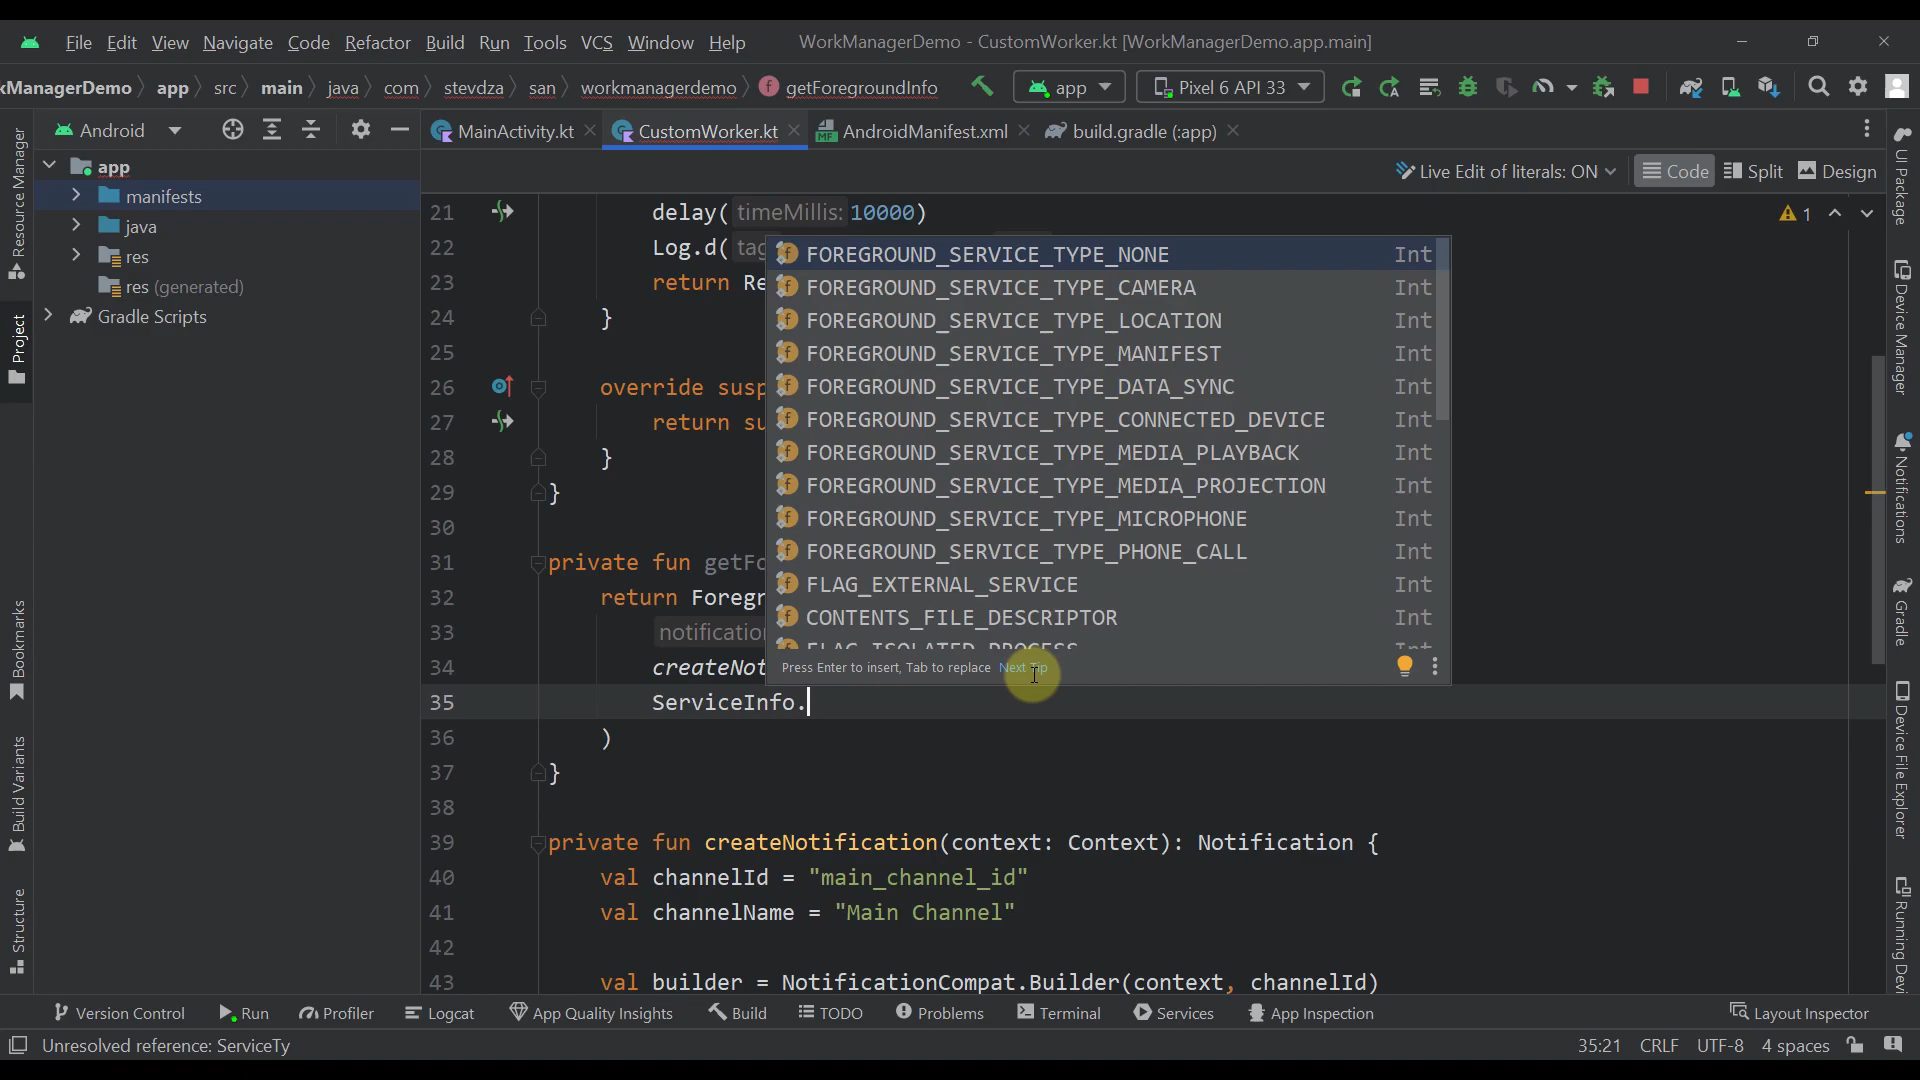 File Edit View Navigate Code Refactor Build Run Tools VCS Window Help WorkManagerDemo - CustomWorker.kt [WorkManagerDemo.app.main]
kManagerDemo app src main java com stevdza san workmanagerdemo getForegroundInfo app Pixel 6 API 33
Android MainActivity.kt CustomWorker.kt AndroidManifest.xml build.gradle (:app)
Live Edit of literals: ON Code Split Design
Resource Manager
Project
Bookmarks
Build Variants
Structure
app
manifests
java
res
res (generated)
Gradle Scripts
21 delay( timeMillis: 10000) 1
22 Log.d( tag
23 return Re
24 }
25
26 override susp
27 return su
28 }
29 }
30
31 private fun getFo
32 return Foregr
33 notification
34 createNot
35 ServiceInfo.
36 )
37 }
38
39 private fun createNotification(context: Context): Notification {
40 val channelId = "main_channel_id"
41 val channelName = "Main Channel"
42
43 val builder = NotificationCompat.Builder(context, channelId)
FOREGROUND_SERVICE_TYPE_NONE Int
FOREGROUND_SERVICE_TYPE_CAMERA Int
FOREGROUND_SERVICE_TYPE_LOCATION Int
FOREGROUND_SERVICE_TYPE_MANIFEST Int
FOREGROUND_SERVICE_TYPE_DATA_SYNC Int
FOREGROUND_SERVICE_TYPE_CONNECTED_DEVICE Int
FOREGROUND_SERVICE_TYPE_MEDIA_PLAYBACK Int
FOREGROUND_SERVICE_TYPE_MEDIA_PROJECTION Int
FOREGROUND_SERVICE_TYPE_MICROPHONE Int
FOREGROUND_SERVICE_TYPE_PHONE_CALL Int
FLAG_EXTERNAL_SERVICE Int
CONTENTS_FILE_DESCRIPTOR Int
FLAG_ISOLATED_PROCESS Int
Press Enter to insert, Tab to replace Next Tip
UI Package
Device Manager
Notifications
Gradle
Device File Explorer
Running Devi
Version Control Run Profiler Logcat App Quality Insights Build TODO Problems Terminal Services App Inspection Layout Inspector
Unresolved reference: ServiceTy 35:21 CRLF UTF-8 4 spaces